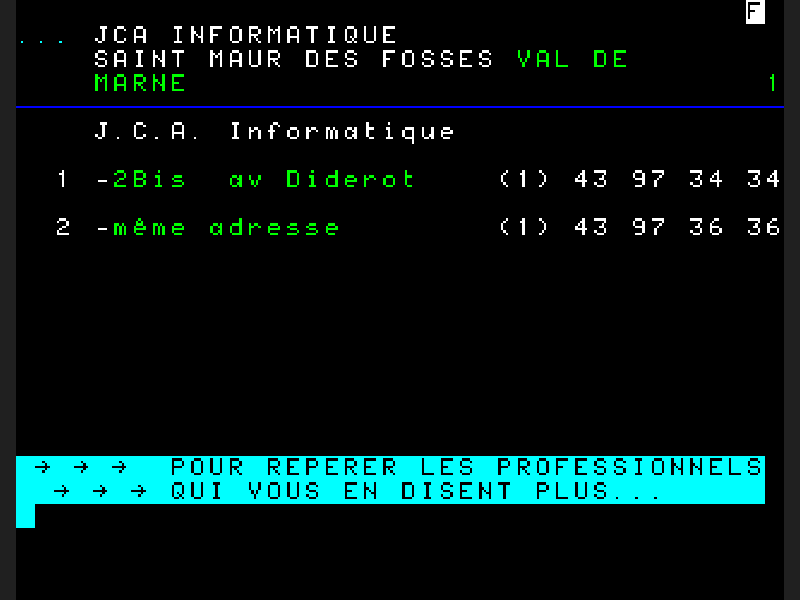 F
... JCA INFORMATIQUE
SAINT MAUR DES FOSSES VAL DE
MARNE 1
J.C.A. Informatique
1 -2Bis av Diderot (1) 43 97 34 34
2 -même adresse (1) 43 97 36 36
→ → → POUR REPERER LES PROFESSIONNELS
→ → → QUI VOUS EN DISENT PLUS...